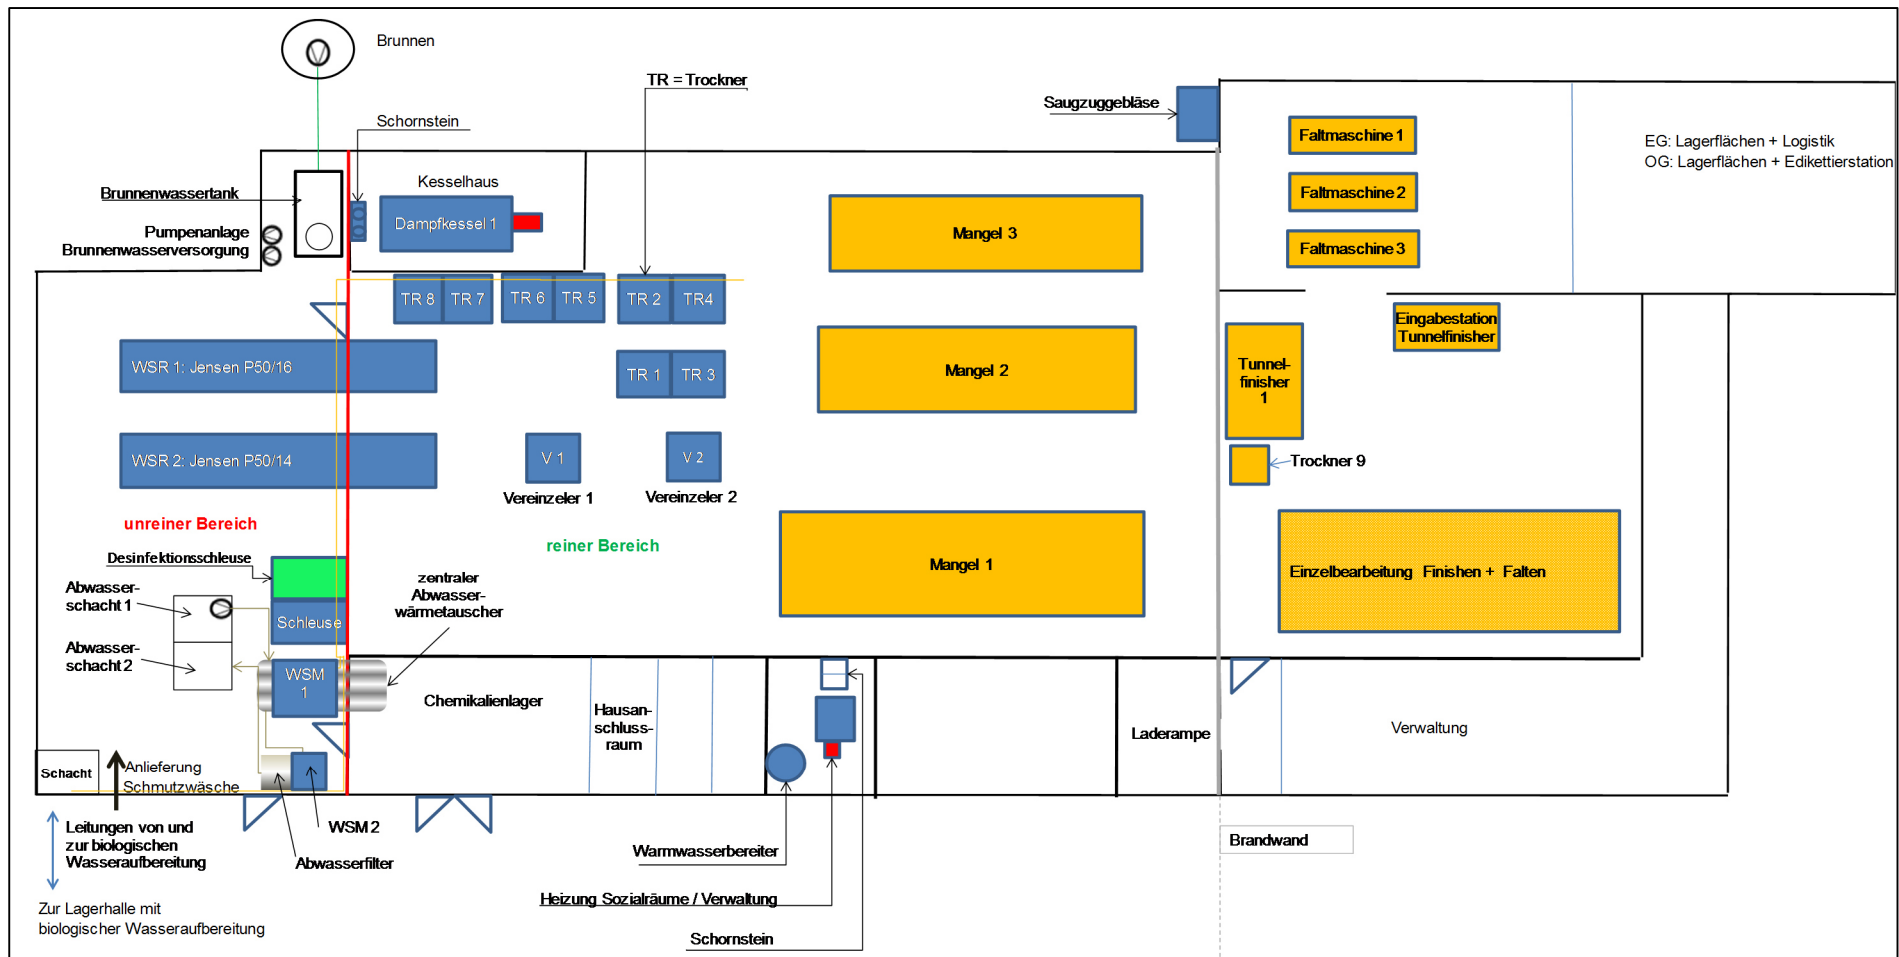 Brunnen
TR = Trockner
Saugzuggebläse
Schornstein
Faltmaschine 1
EG: Lagerflächen + Logistik
OG: Lagerflächen + Edikettierstation
Kesselhaus
Brunnenwassertank
Faltmaschine 2
Dampfkessel 1
Mangel 3
Pumpenanlage
Brunnenwasserversorgung
Faltmaschine 3
TR 8
TR 7
TR 6
TR 5
TR 2
TR4
Eingabestation
Tunnelfinisher
WSR 1: Jensen P50/16
TR 1
TR 3
Mangel 2
Tunnel-
finisher
1
WSR 2: Jensen P50/14
V 1
V 2
Trockner 9
Vereinzeler 1
Vereinzeler 2
unreiner Bereich
reiner Bereich
Desinfektionsschleuse
Mangel 1
Einzelbearbeitung Finishen + Falten
Abwasser-
schacht 1
zentraler
Abwasser-
wärmetauscher
Schleuse
Abwasser-
schacht 2
WSM
1
Chemikalienlager
Hausan-
schluss-
raum
Laderampe
Verwaltung
Schacht
Anlieferung
Schmutzwäsche
Leitungen von und
zur biologischen
Wasseraufbereitung
WSM 2
Abwasserfilter
Warmwasserbereiter
Brandwand
Heizung Sozialräume / Verwaltung
Zur Lagerhalle mit
biologischer Wasseraufbereitung
Schornstein